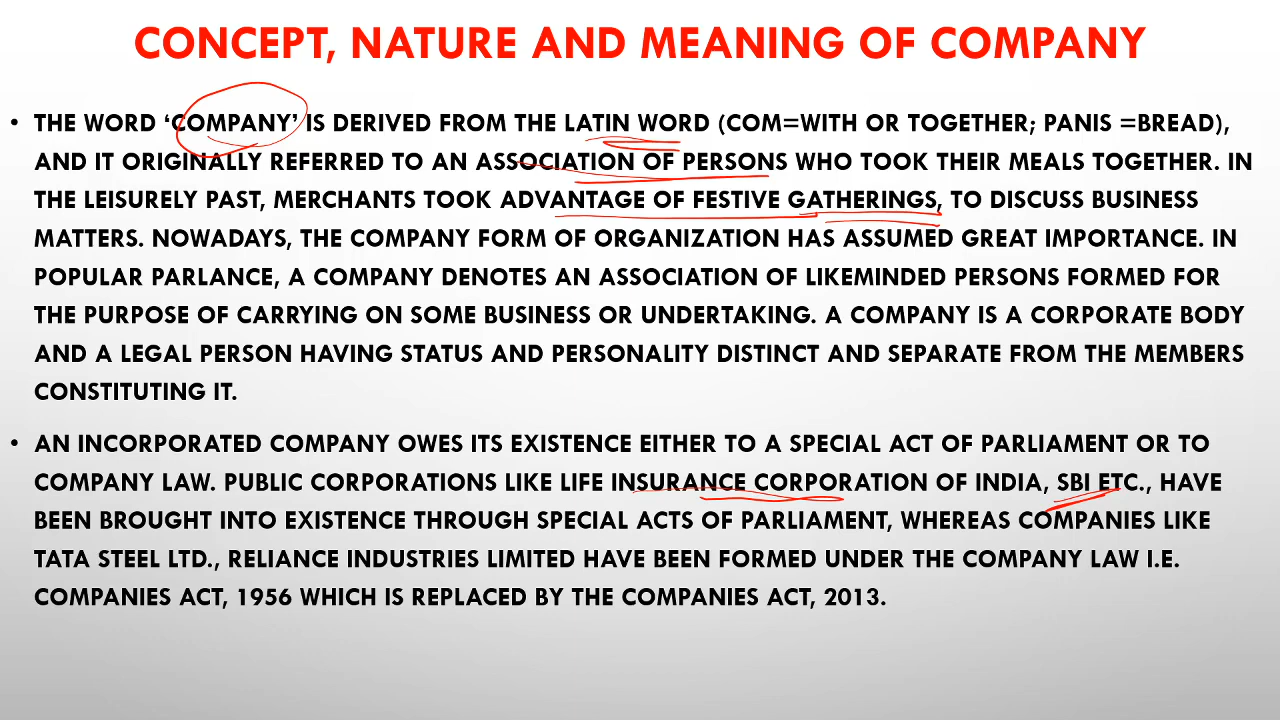 CONCEPT, NATURE AND MEANING OF COMPANY
• THE WORD ‘COMPANY’ IS DERIVED FROM THE LATIN WORD (COM=WITH OR TOGETHER; PANIS =BREAD),
AND IT ORIGINALLY REFERRED TO AN ASSOCIATION OF PERSONS WHO TOOK THEIR MEALS TOGETHER. IN
THE LEISURELY PAST, MERCHANTS TOOK ADVANTAGE OF FESTIVE GATHERINGS, TO DISCUSS BUSINESS
MATTERS. NOWADAYS, THE COMPANY FORM OF ORGANIZATION HAS ASSUMED GREAT IMPORTANCE. IN
POPULAR PARLANCE, A COMPANY DENOTES AN ASSOCIATION OF LIKEMINDED PERSONS FORMED FOR
THE PURPOSE OF CARRYING ON SOME BUSINESS OR UNDERTAKING. A COMPANY IS A CORPORATE BODY
AND A LEGAL PERSON HAVING STATUS AND PERSONALITY DISTINCT AND SEPARATE FROM THE MEMBERS
CONSTITUTING IT.
• AN INCORPORATED COMPANY OWES ITS EXISTENCE EITHER TO A SPECIAL ACT OF PARLIAMENT OR TO
COMPANY LAW. PUBLIC CORPORATIONS LIKE LIFE INSURANCE CORPORATION OF INDIA, SBI ETC., HAVE
BEEN BROUGHT INTO EXISTENCE THROUGH SPECIAL ACTS OF PARLIAMENT, WHEREAS COMPANIES LIKE
TATA STEEL LTD., RELIANCE INDUSTRIES LIMITED HAVE BEEN FORMED UNDER THE COMPANY LAW I.E.
COMPANIES ACT, 1956 WHICH IS REPLACED BY THE COMPANIES ACT, 2013.